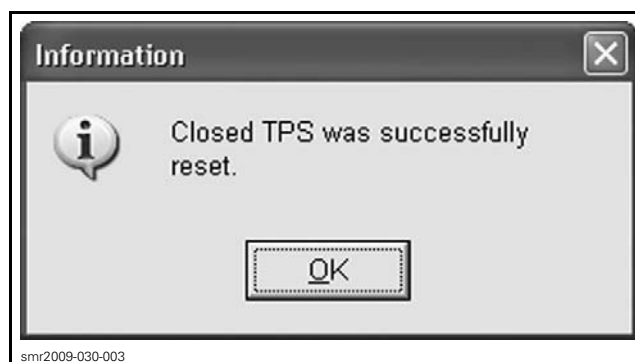 Information
Closed TPS was successfully
reset.
OK
smr2009-030-003